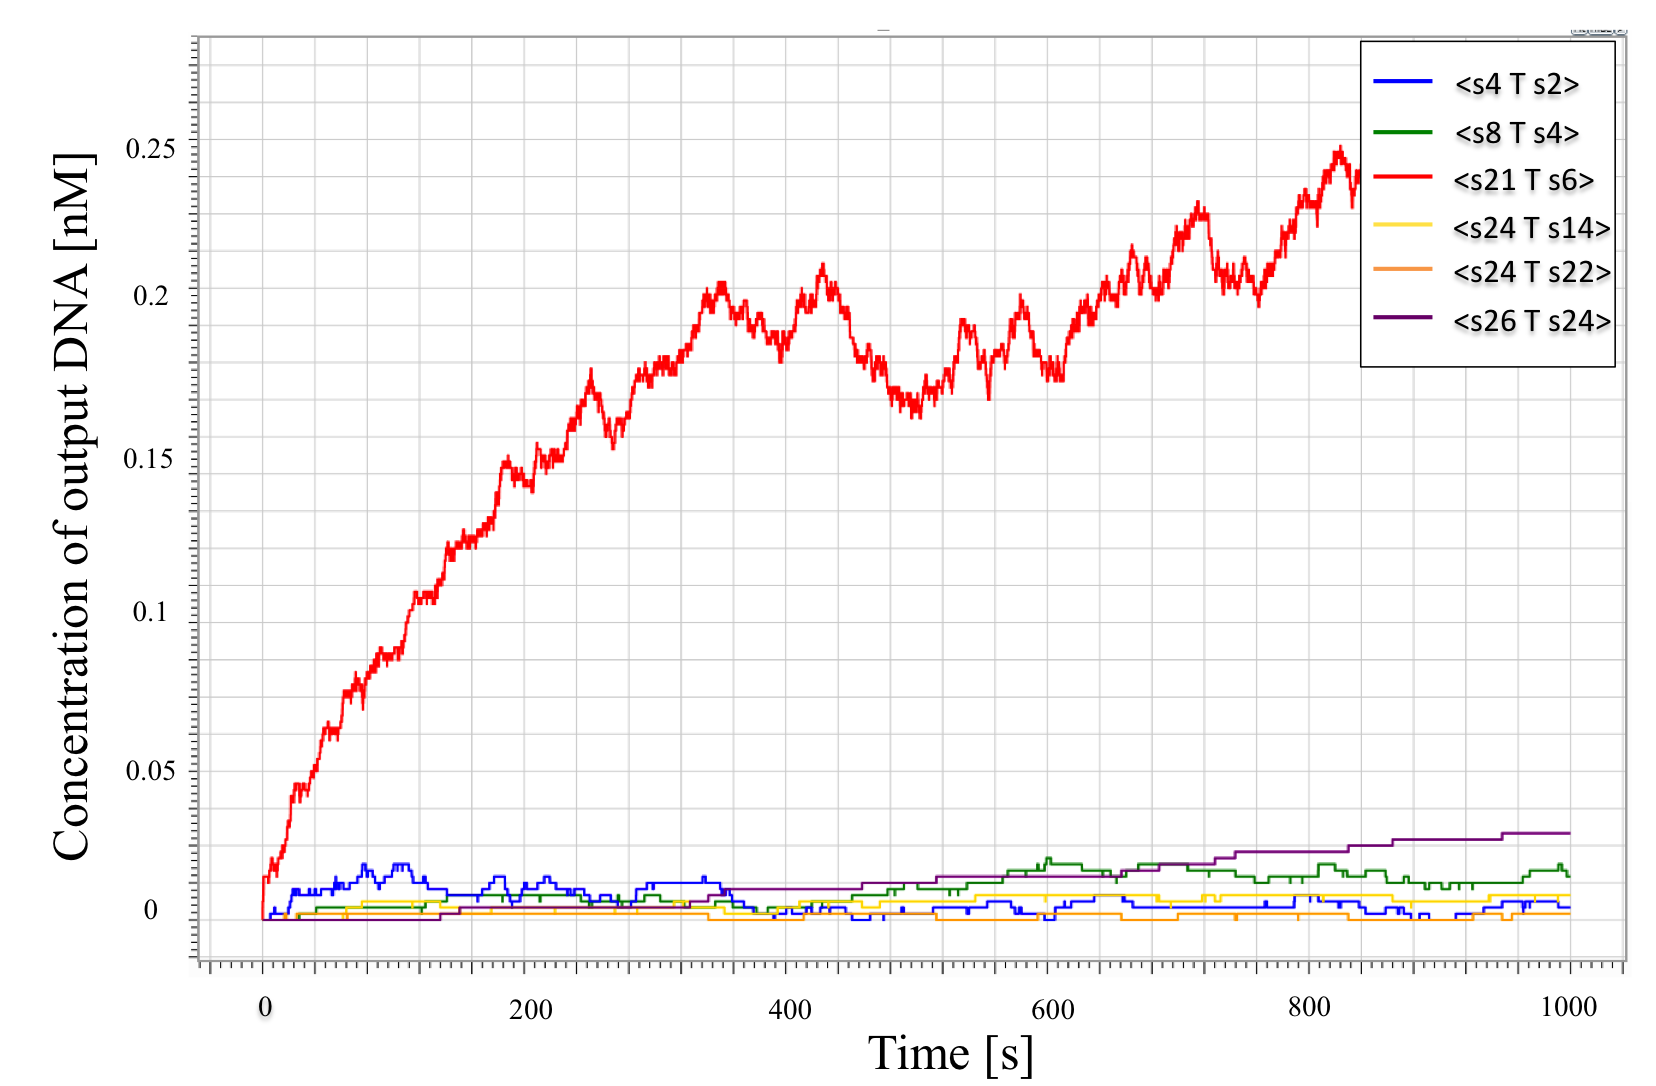 <s4 T s2>
<s8 T s4>
<s21 T s6>
<s24 T s14>
<s24 T s22>
<s26 T s24>
Concentration of output DNA [nM]
0.25
0.2
0.15
0.1
0.05
0
0 200 400 600 800 1000
Time [s]